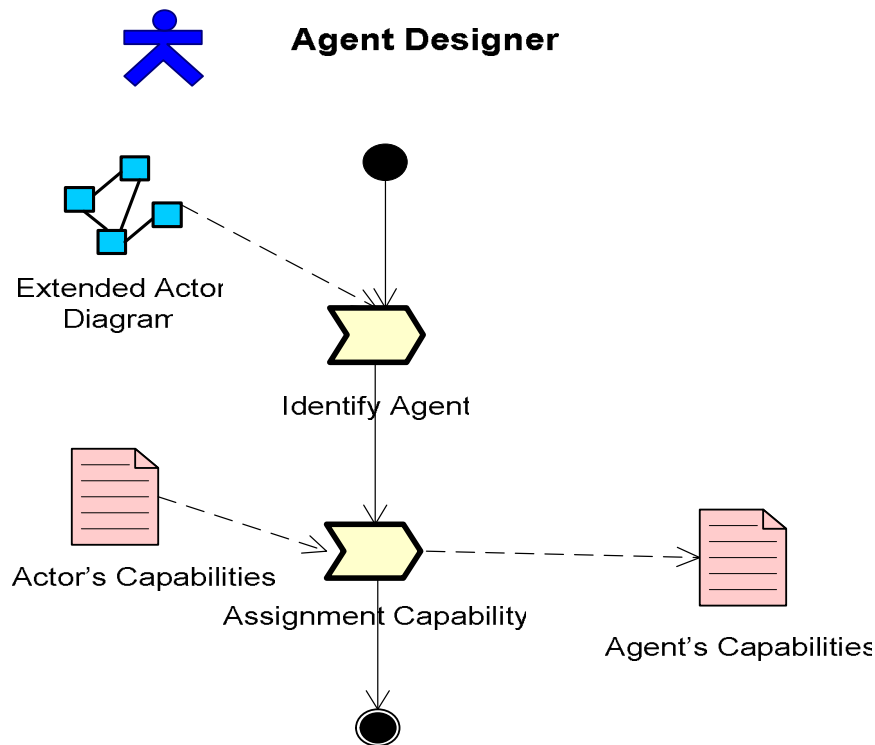 Agent Designer
Extended Actor
Diagram
Identify Agent
Actor’s Capabilities
Assignment Capability
Agent’s Capabilities